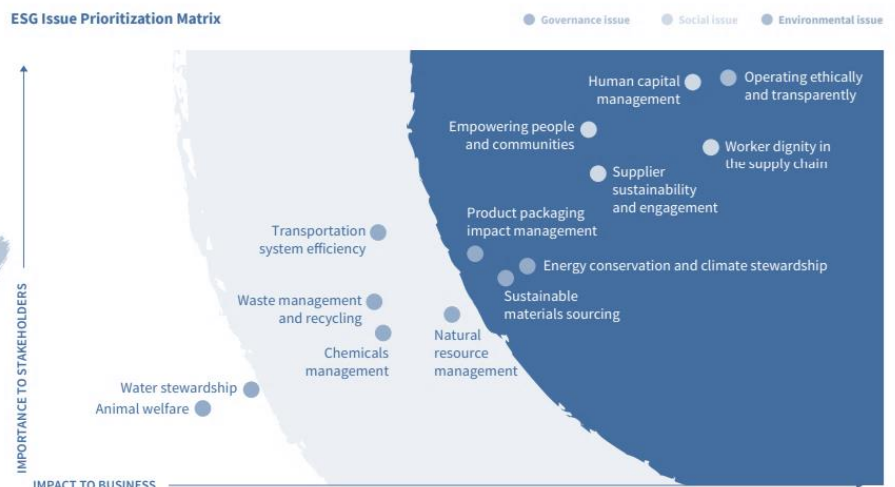 ESG Issue Prioritization Matrix
Governance issue
Social issue
Environmental issue
Human capital
management
Operating ethically
and transparently
Empowering people
and communities
Worker dignity in
the supply chain
Supplier
sustainability
and engagement
Product packaging
impact management
Transportation
system efficiency
Energy conservation and climate stewardship
Sustainable
materials sourcing
Waste management
and recycling
Natural
resource
management
Chemicals
management
Water stewardship
Animal welfare
IMPORTANCE TO STAKEHOLDERS
IMPACT TO BUSINESS